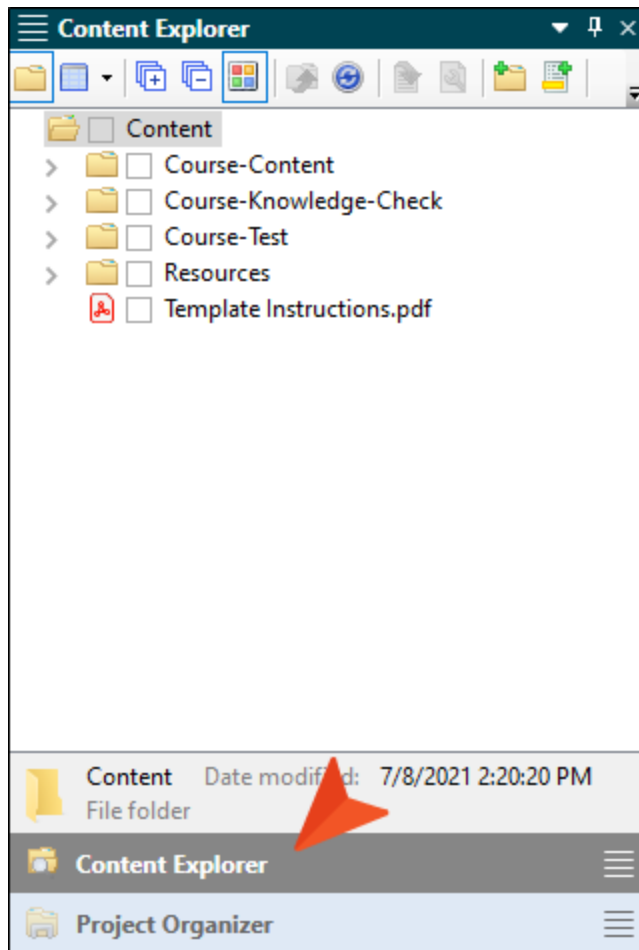 Content Explorer
Content
Course-Content
Course-Knowledge-Check
Course-Test
Resources
Template Instructions.pdf
Content Date modified: 7/8/2021 2:20:20 PM
File folder
Content Explorer
Project Organizer